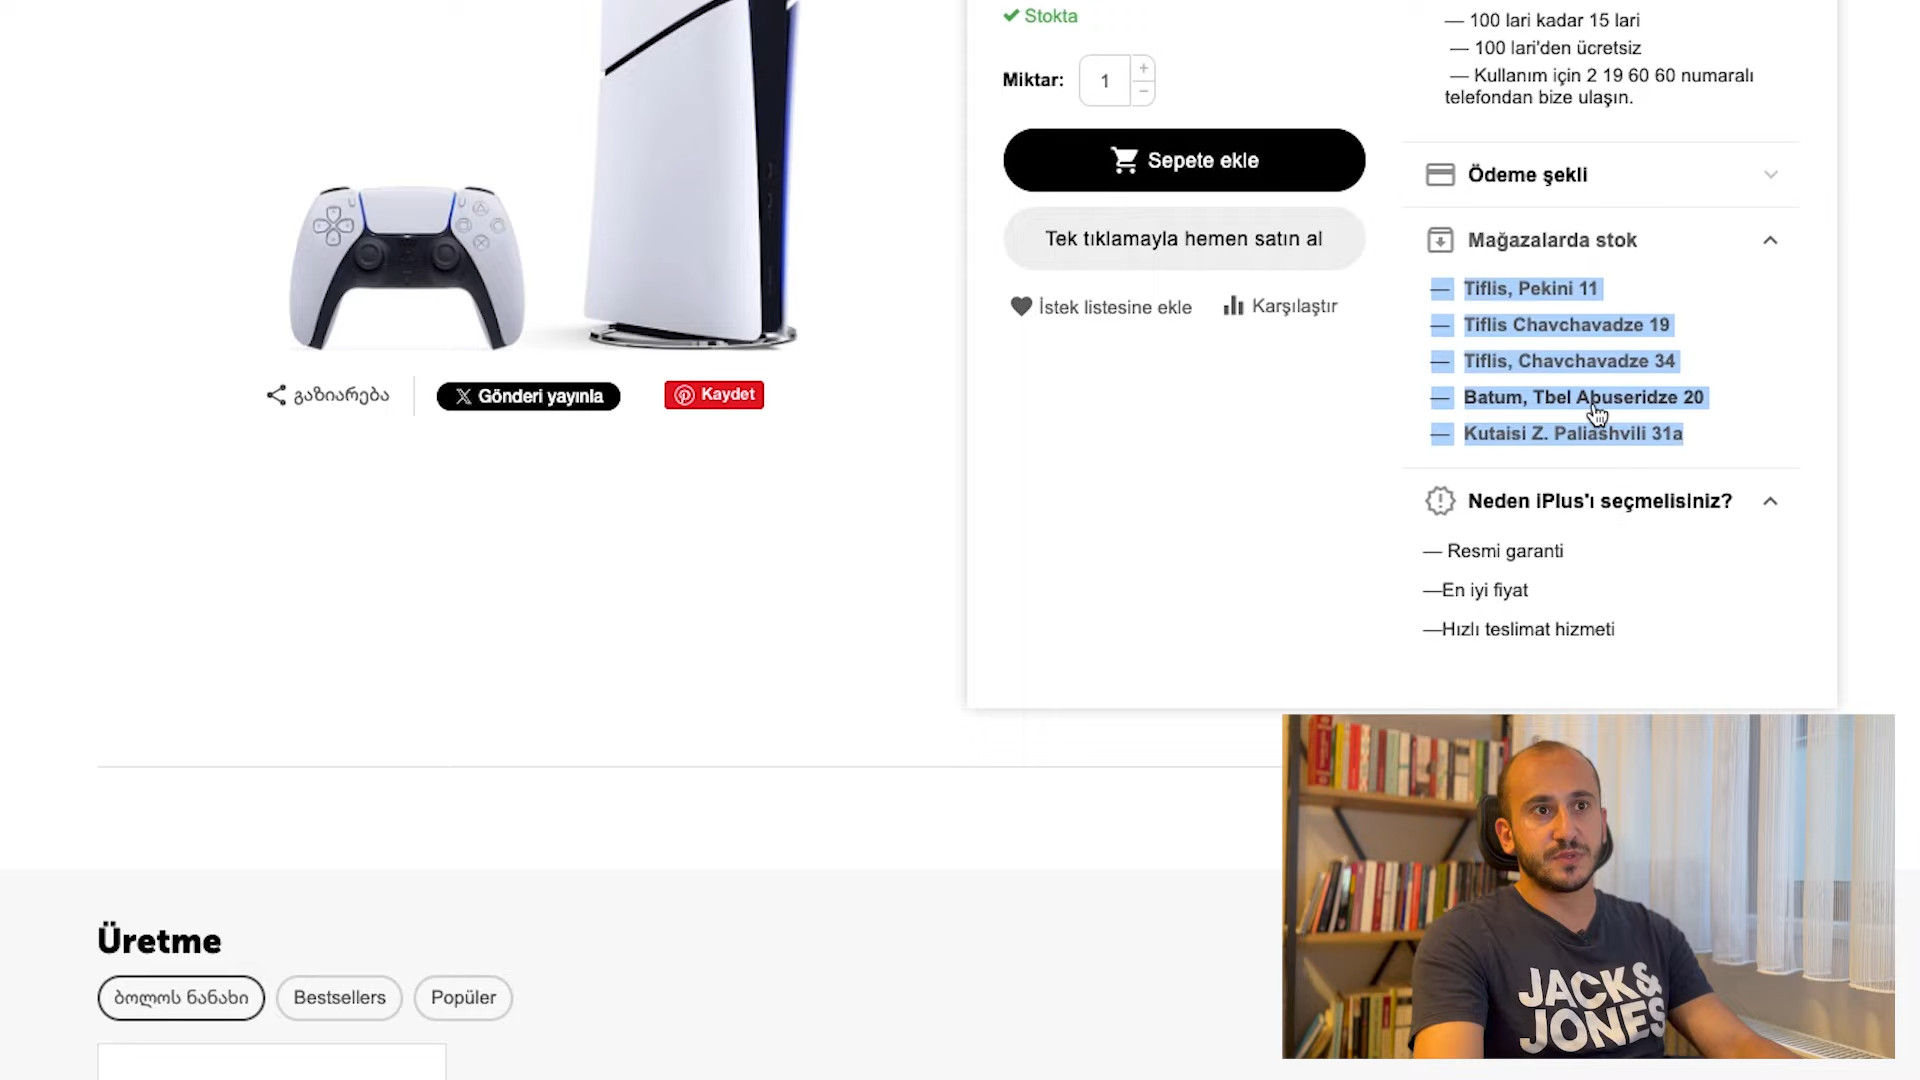 Stokta
Miktar:
1
+
−
Sepete ekle
Tek tıklamayla hemen satın al
İstek listesine ekle
Karşılaştır
— 100 lari kadar 15 lari
— 100 lari'den ücretsiz
— Kullanım için 2 19 60 60 numaralı
telefondan bize ulaşın.
Ödeme şekli
Mağazalarda stok
— Tiflis, Pekini 11
— Tiflis Chavchavadze 19
— Tiflis, Chavchavadze 34
— Batum, Tbel Abuseridze 20
— Kutaisi Z. Paliashvili 31a
Neden iPlus'ı seçmelisiniz?
— Resmi garanti
—En iyi fiyat
—Hızlı teslimat hizmeti
გაზიარება
Gönderi yayınla
Kaydet
Üretme
ბოლოს ნანახი
Bestsellers
Popüler
JACK&
JONES